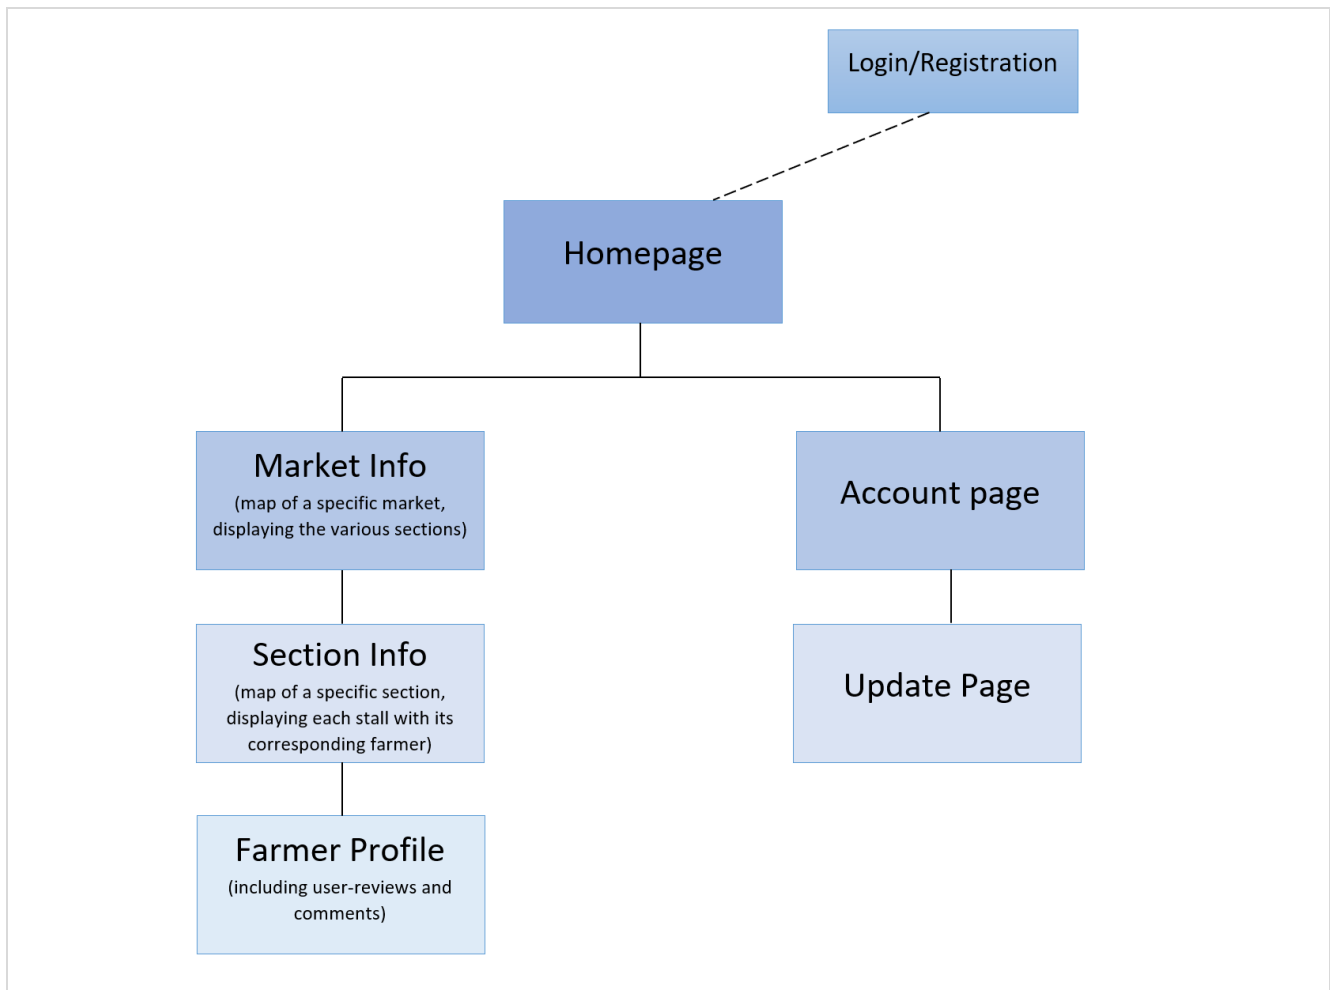 Login/Registration
Homepage
Market Info
(map of a specific market,
displaying the various sections)
Account page
Section Info
(map of a specific section,
displaying each stall with its
corresponding farmer)
Update Page
Farmer Profile
(including user-reviews and
comments)